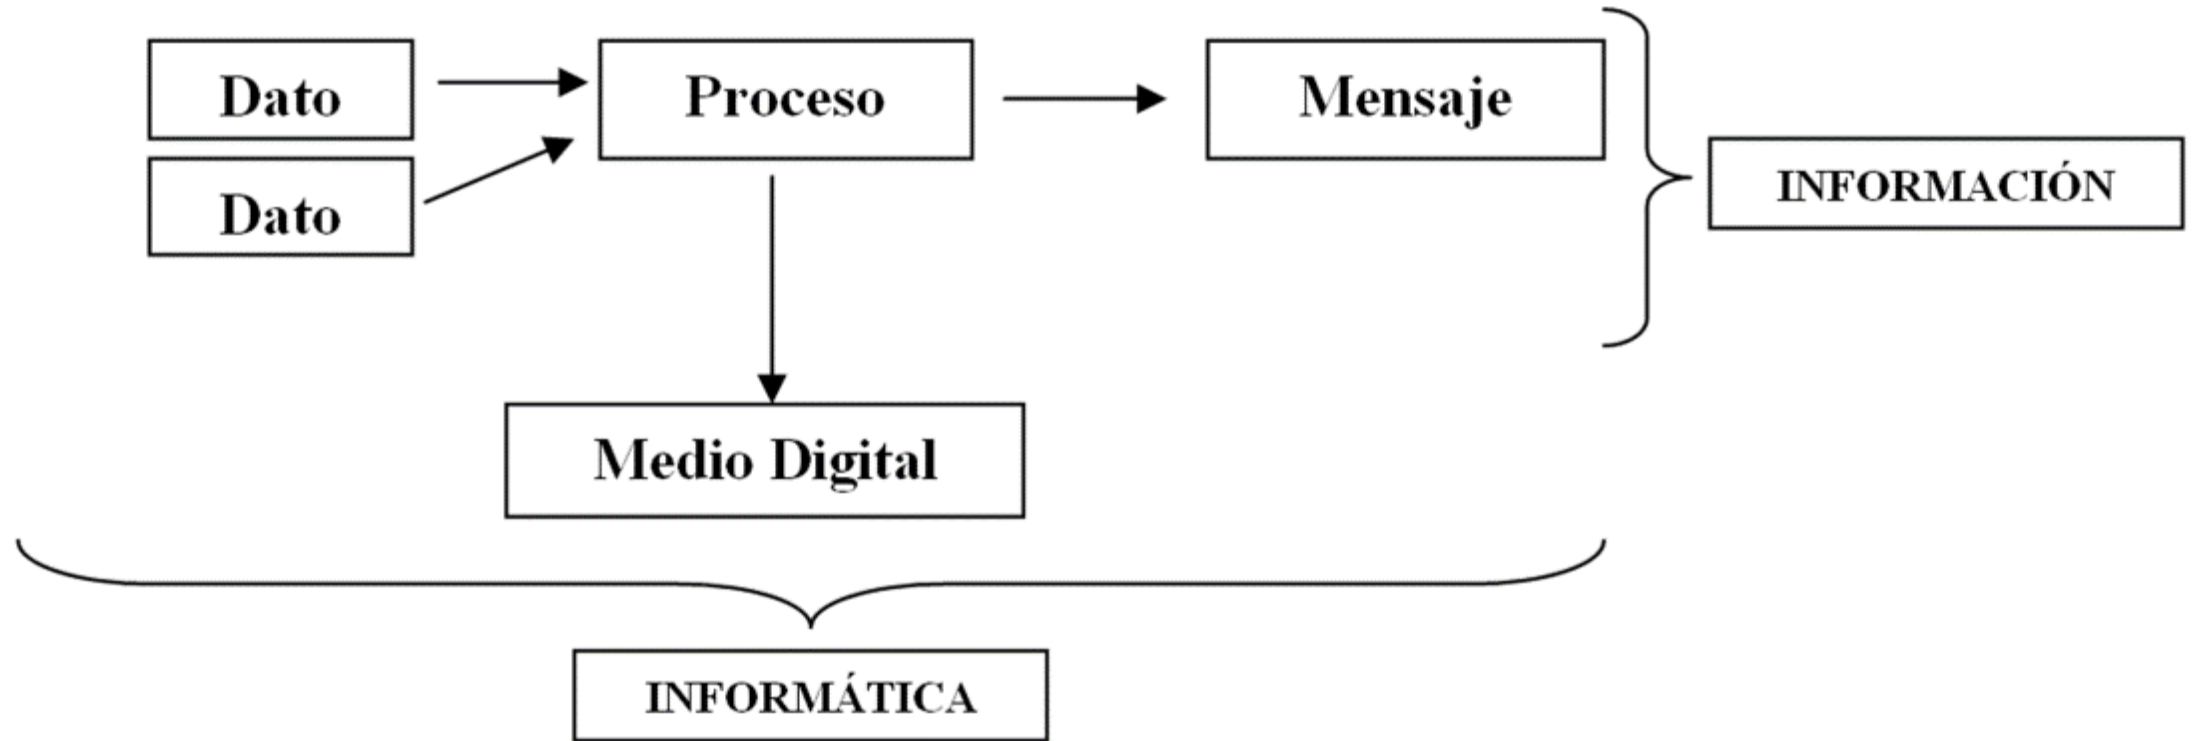 Dato
Proceso
Mensaje
Dato
INFORMACIÓN
Medio Digital
INFORMÁTICA